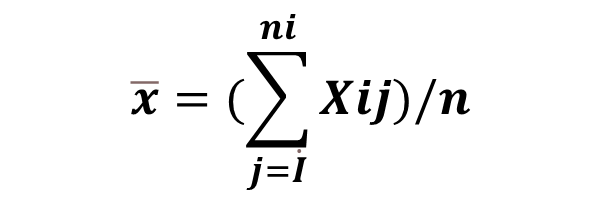 x̅ = (∑_{j=I}^{ni} Xij)/n